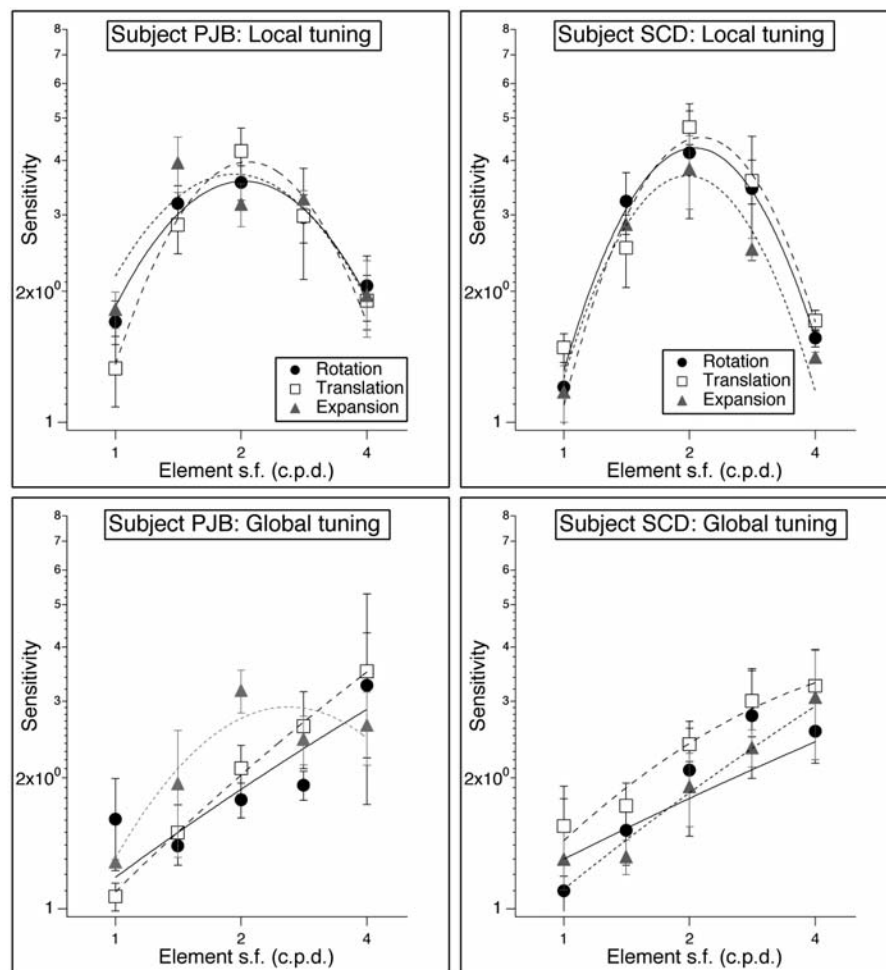 Subject PJB: Local tuning
8
7
6
5
4
3
2x10⁰
1
Sensitivity
Rotation
Translation
Expansion
1
2
4
Element s.f. (c.p.d.)
Subject SCD: Local tuning
8
7
6
5
4
3
2x10⁰
1
Sensitivity
Rotation
Translation
Expansion
1
2
4
Element s.f. (c.p.d.)
Subject PJB: Global tuning
8
7
6
5
4
3
2x10⁰
1
Sensitivity
1
2
4
Element s.f. (c.p.d.)
Subject SCD: Global tuning
8
7
6
5
4
3
2x10⁰
1
Sensitivity
1
2
4
Element s.f. (c.p.d.)